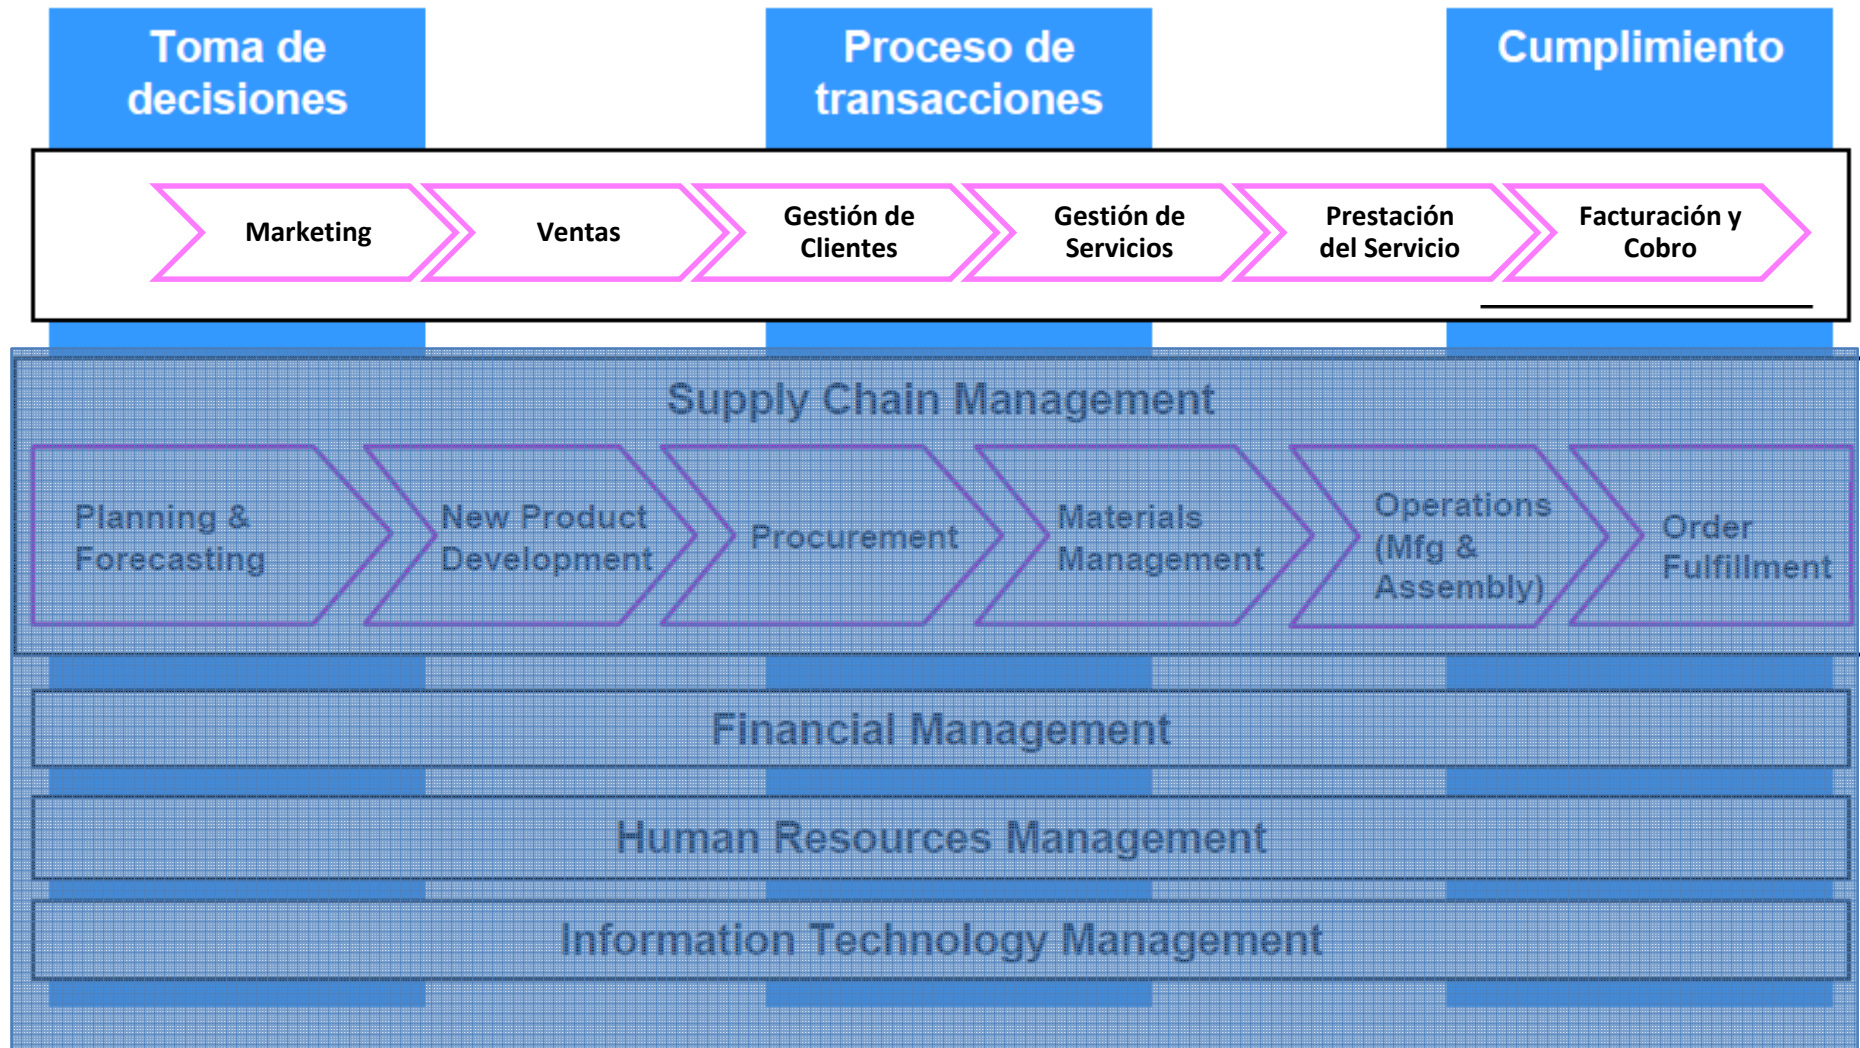 Toma de
decisiones
Proceso de
transacciones
Cumplimiento
Marketing
Ventas
Gestión de
Clientes
Gestión de
Servicios
Prestación
del Servicio
Facturación y
Cobro
Supply Chain Management
Planning &
Forecasting
New Product
Development
Procurement
Materials
Management
Operations
(Mfg &
Assembly)
Order
Fulfillment
Financial Management
Human Resources Management
Information Technology Management